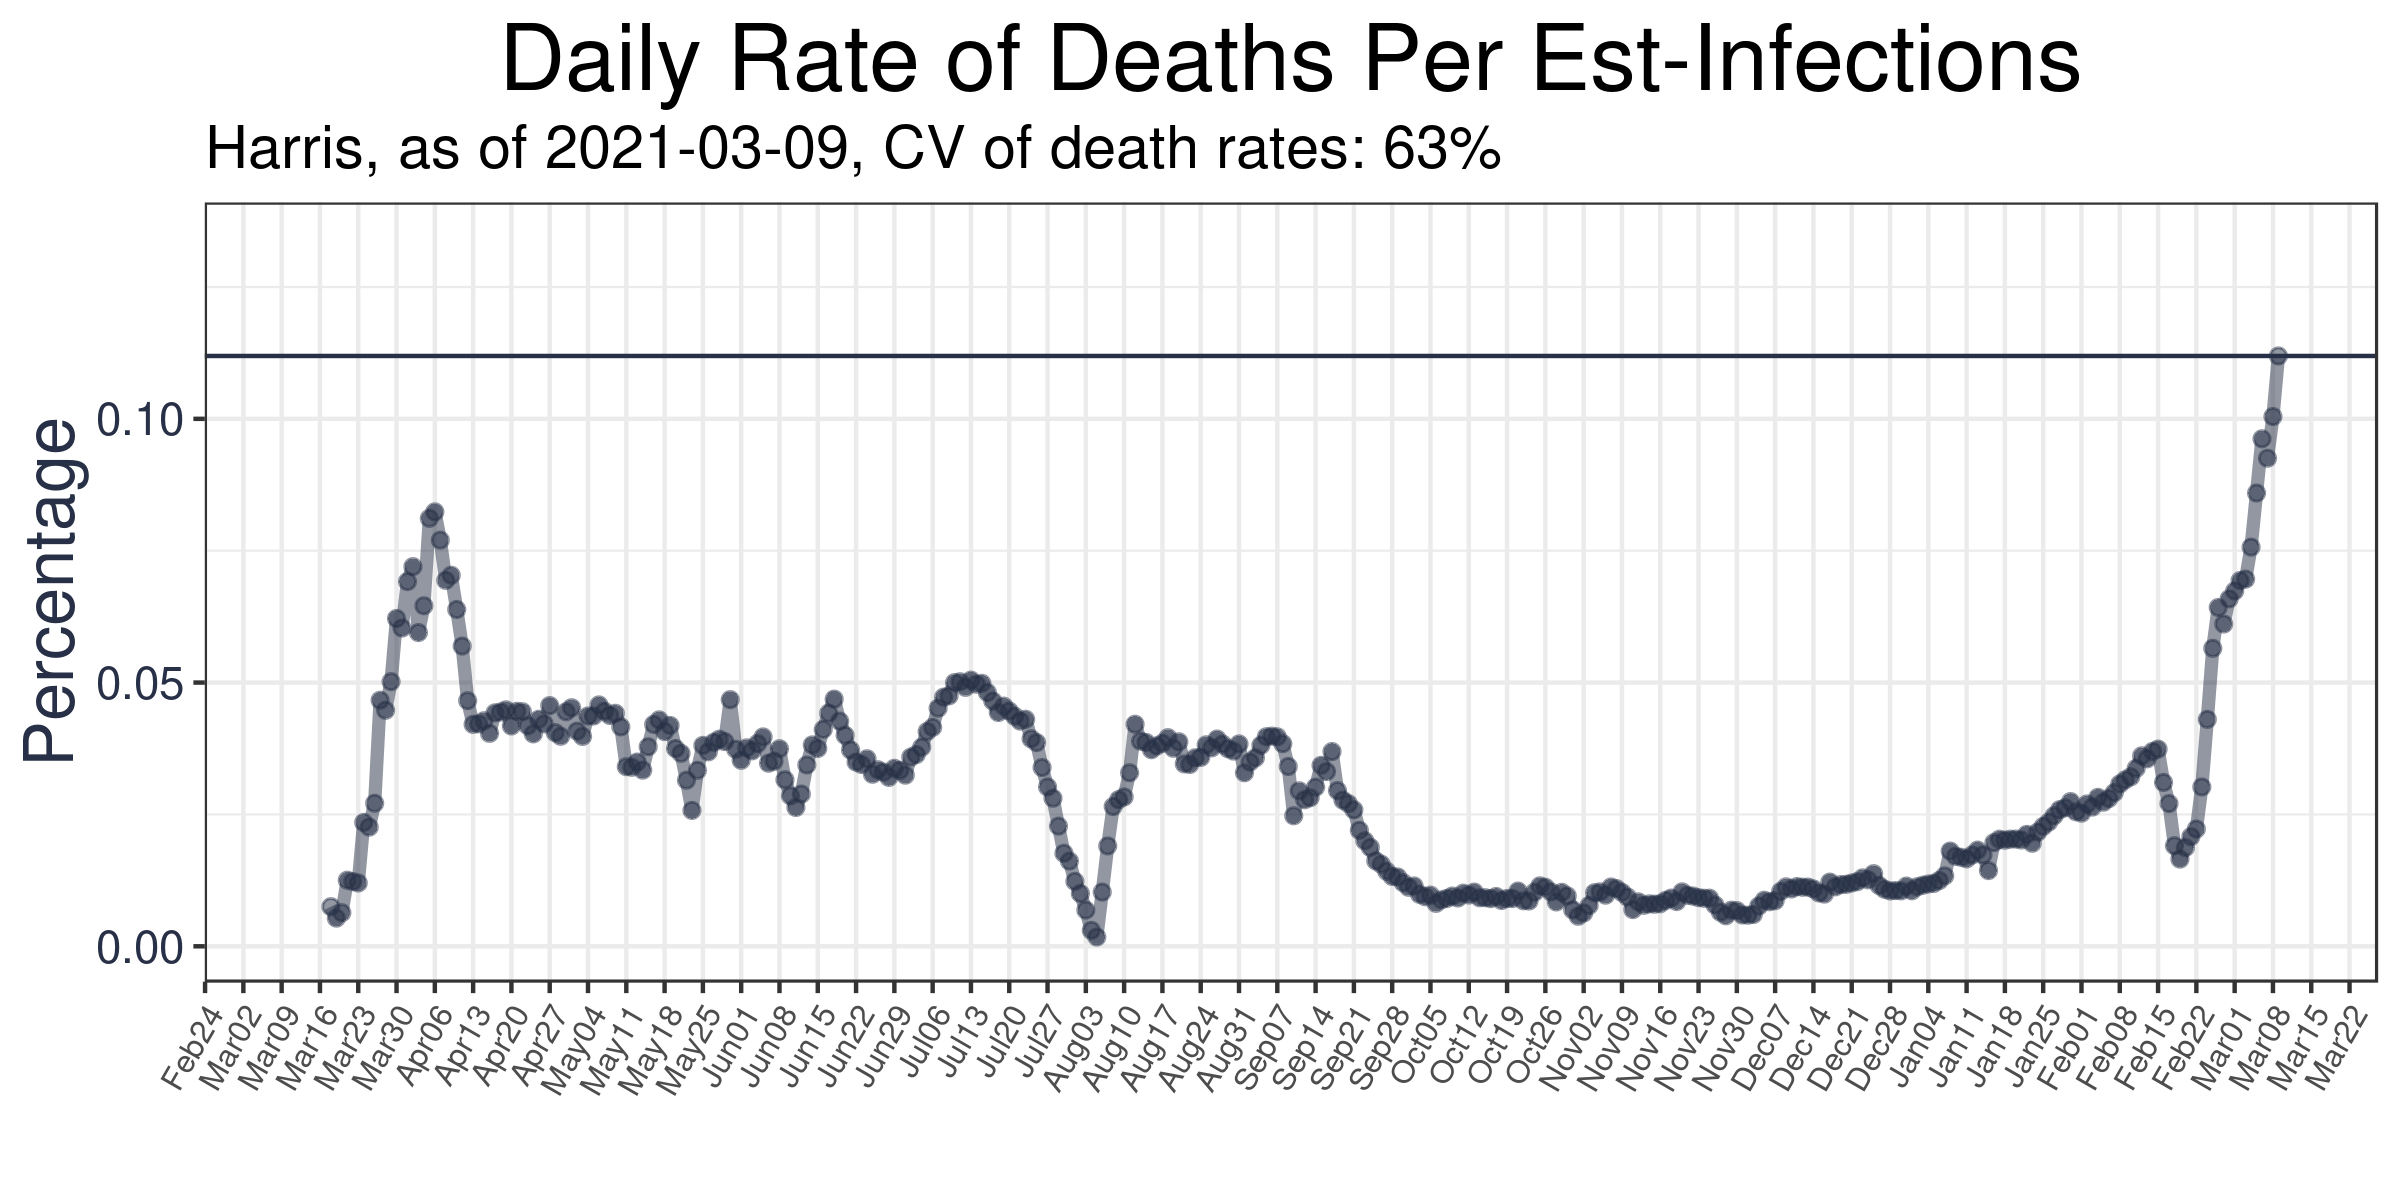 Daily Rate of Deaths Per Est-Infections
Harris, as of 2021-03-09, CV of death rates: 63%
Percentage
0.10
0.05
0.00
Feb24
Mar02
Mar09
Mar16
Mar23
Mar30
Apr06
Apr13
Apr20
Apr27
May04
May11
May18
May25
Jun01
Jun08
Jun15
Jun22
Jun29
Jul06
Jul13
Jul20
Jul27
Aug03
Aug10
Aug17
Aug24
Aug31
Sep07
Sep14
Sep21
Sep28
Oct05
Oct12
Oct19
Oct26
Nov02
Nov09
Nov16
Nov23
Nov30
Dec07
Dec14
Dec21
Dec28
Jan04
Jan11
Jan18
Jan25
Feb01
Feb08
Feb15
Feb22
Mar01
Mar08
Mar15
Mar22